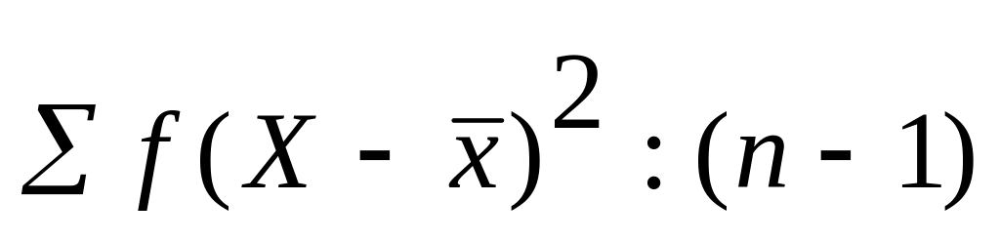 Σ f (X - x̅)² : (n - 1)